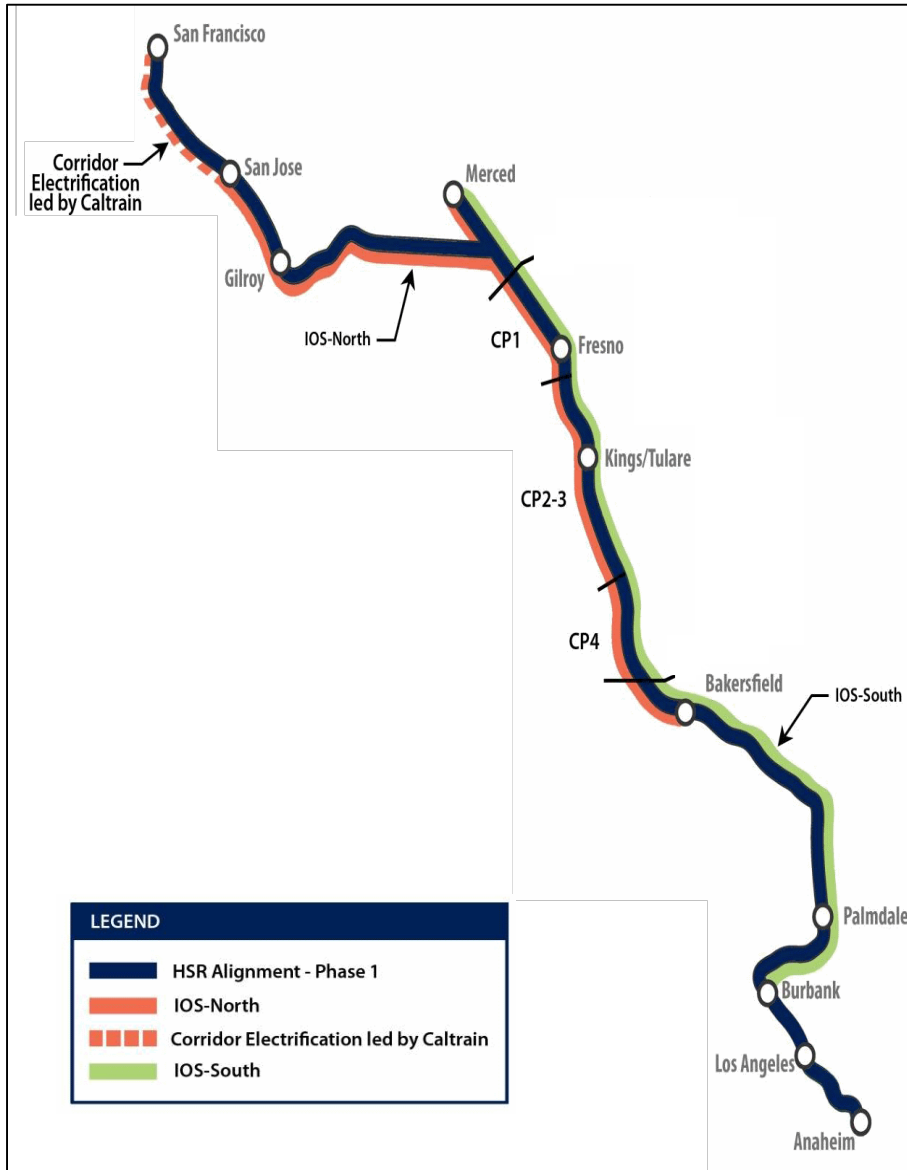 San Francisco
Corridor
Electrification
led by Caltrain
San Jose
Merced
Gilroy
IOS-North
CP1
Fresno
Kings/Tulare
CP2-3
CP4
Bakersfield
IOS-South
Palmdale
Burbank
Los Angeles
Anaheim
LEGEND
HSR Alignment - Phase 1
IOS-North
Corridor Electrification led by Caltrain
IOS-South